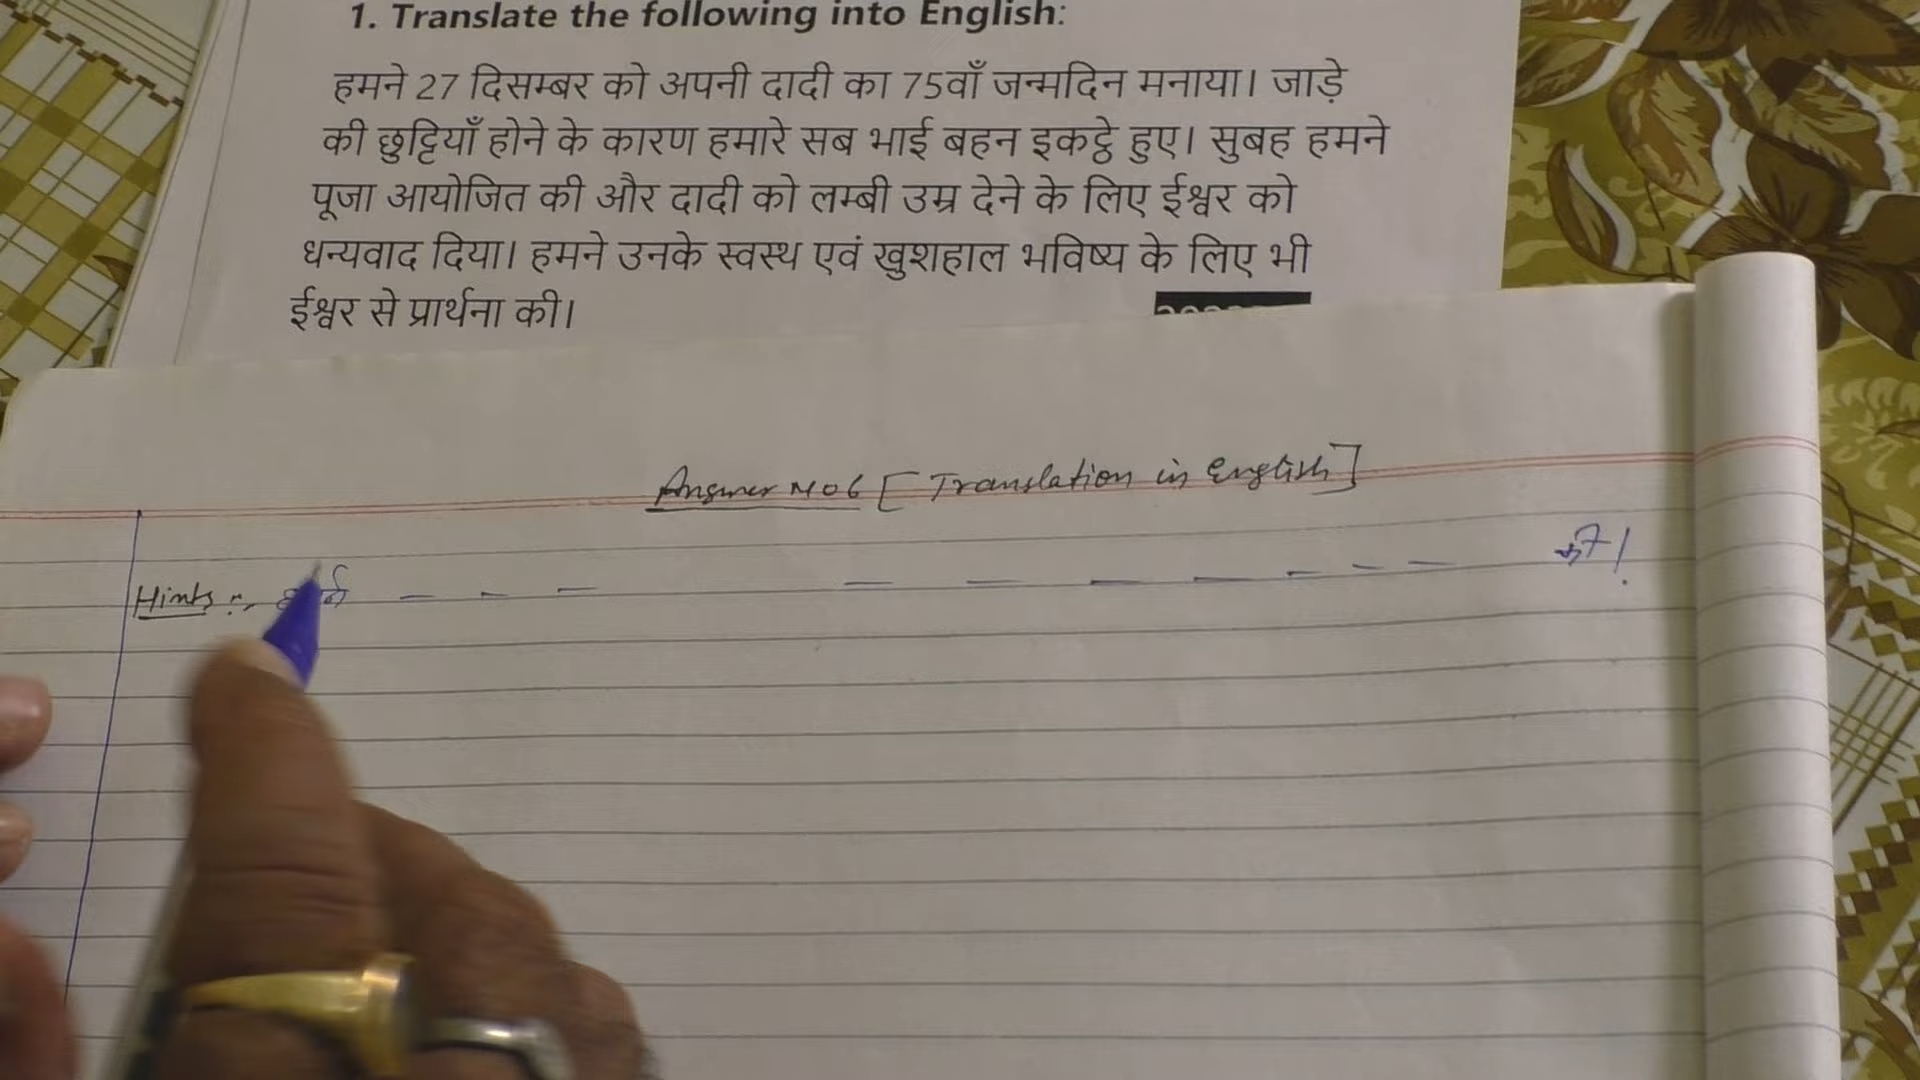 1. Translate the following into English:
हमने 27 दिसम्बर को अपनी दादी का 75वाँ जन्मदिन मनाया। जाड़े
की छुट्टियाँ होने के कारण हमारे सब भाई बहन इकट्ठे हुए। सुबह हमने
पूजा आयोजित की और दादी को लम्बी उम्र देने के लिए ईश्वर को
धन्यवाद दिया। हमने उनके स्वस्थ एवं खुशहाल भविष्य के लिए भी
ईश्वर से प्रार्थना की।
Answer No 6 [Translation in English]
Hints :- — — — — — — — — — — की।